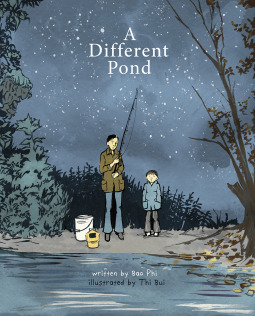 A
Different
Pond
written by Bao Phi
illustrated by Thi Bui